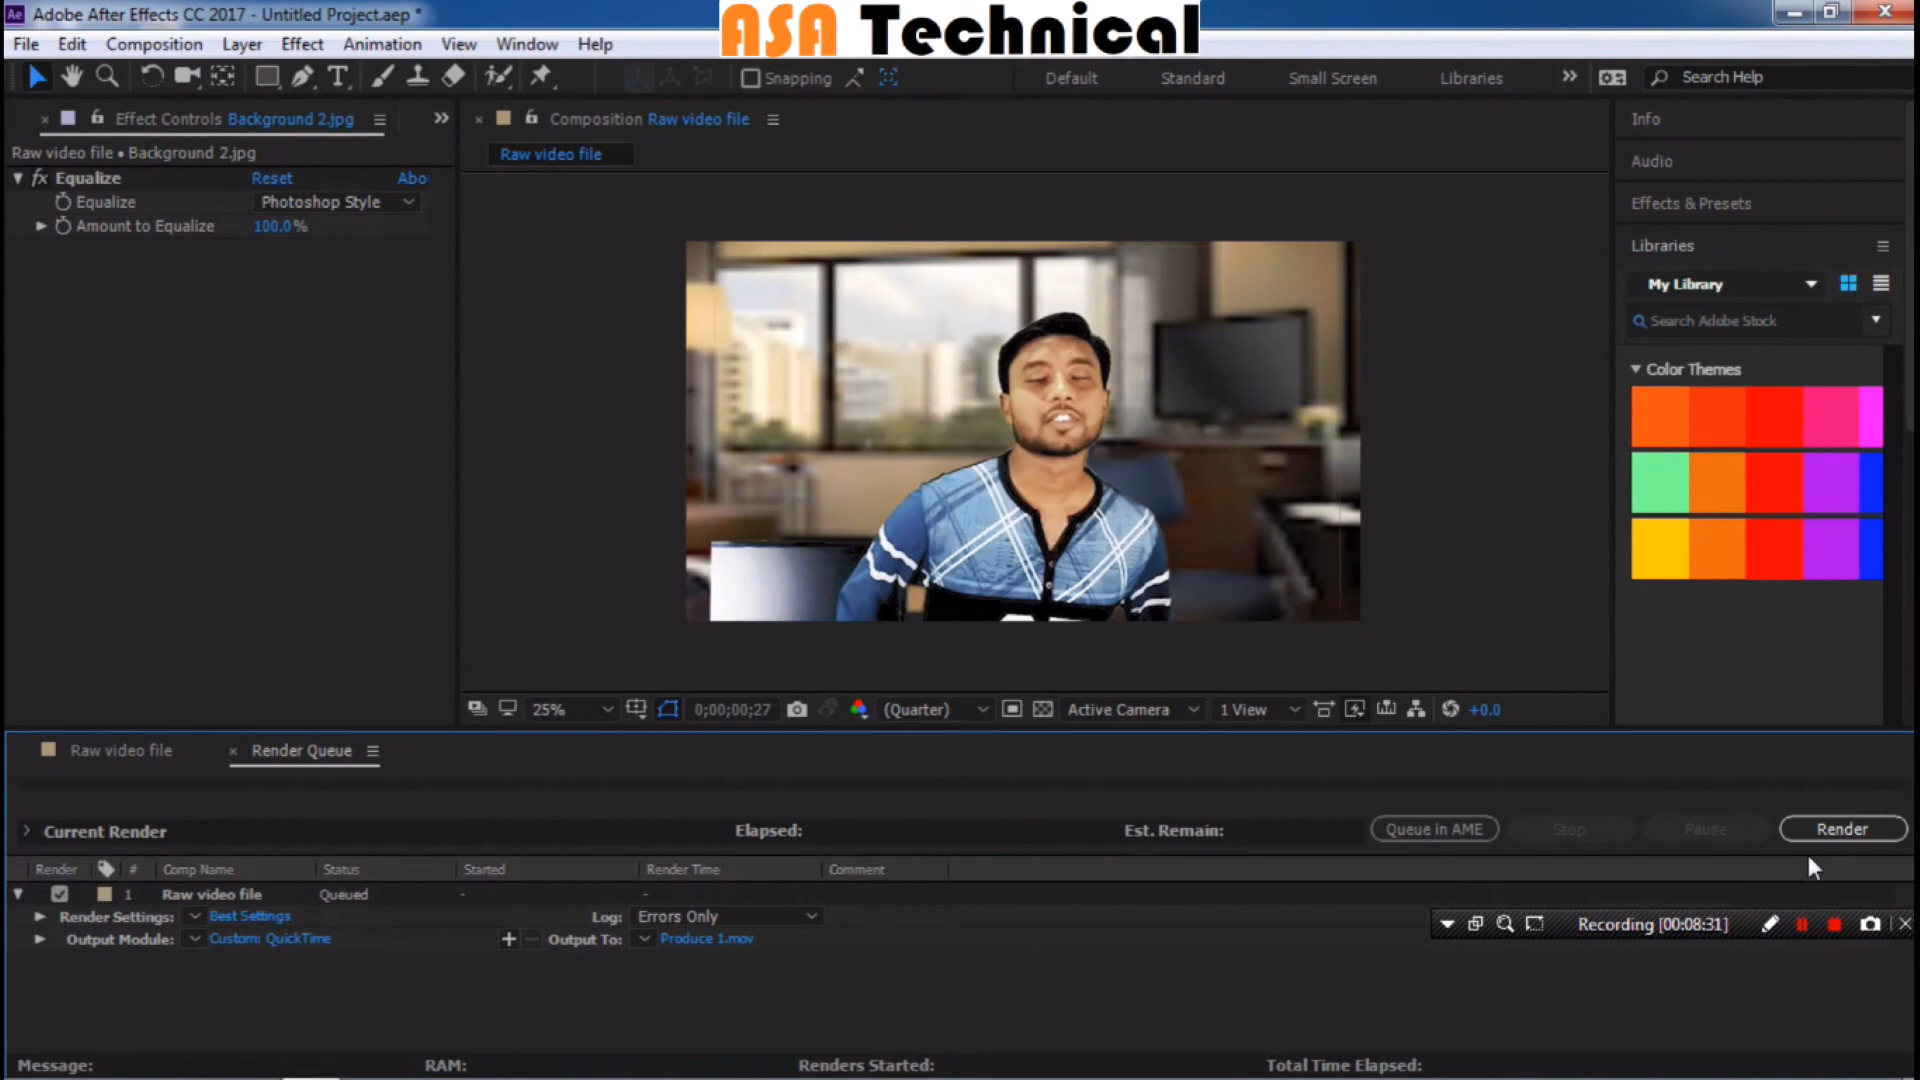 Adobe After Effects CC 2017 - Untitled Project.aep *
ASA Technical
File Edit Composition Layer Effect Animation View Window Help
Snapping Default Standard Small Screen Libraries Search Help
Effect Controls Background 2.jpg
Composition Raw video file
Info
Raw video file • Background 2.jpg
Raw video file
Audio
fx Equalize Reset Abo
Equalize Photoshop Style
Effects & Presets
Amount to Equalize 100.0%
Libraries
My Library
Search Adobe Stock
Color Themes
25% 0;00;00;27 (Quarter) Active Camera 1 View +0.0
Raw video file Render Queue
Current Render Elapsed: Est. Remain: Queue in AME Stop Pause Render
Render # Comp Name Status Started Render Time Comment
1 Raw video file Queued - -
Render Settings: Best Settings Log: Errors Only
Recording [00:08:31]
Output Module: Custom: QuickTime Output To: Produce 1.mov
Message: RAM: Renders Started: Total Time Elapsed: